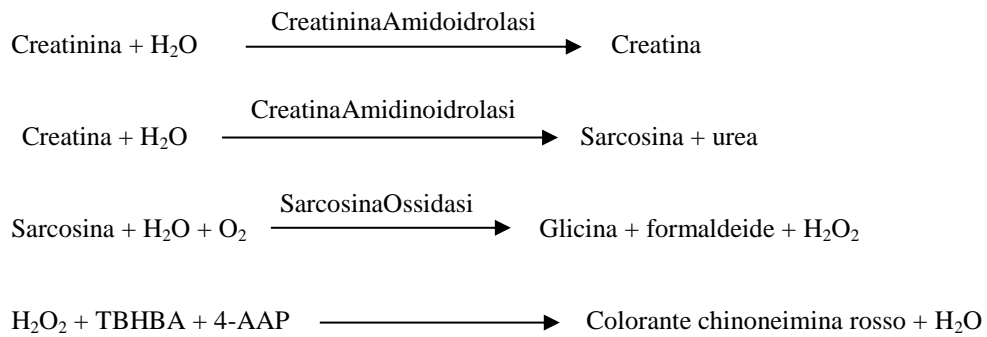 CreatininaAmidoidrolasi
Creatinina + H₂O Creatina
CreatinaAmidinoidrolasi
Creatina + H₂O Sarcosina + urea
SarcosinaOssidasi
Sarcosina + H₂O + O₂ Glicina + formaldeide + H₂O₂
H₂O₂ + TBHBA + 4-AAP Colorante chinoneimina rosso + H₂O